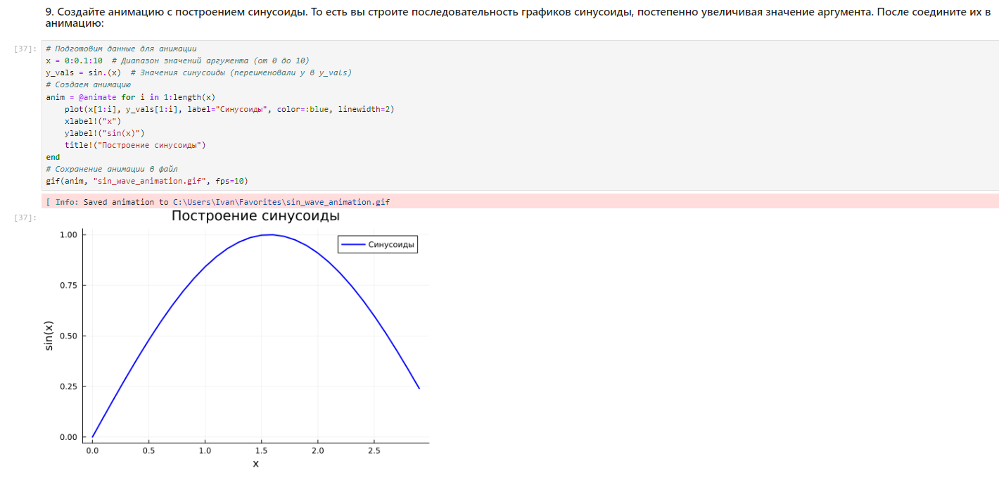 9. Создайте анимацию с построением синусоиды. То есть вы строите последовательность графиков синусоиды, постепенно увеличивая значение аргумента. После соедините их в
анимацию:
[37]:
# Подготовим данные для анимации
x = 0:0.1:10  # Диапазон значений аргумента (от 0 до 10)
y_vals = sin.(x)  # Значения синусоиды (переименовали y в y_vals)
# Создаем анимацию
anim = @animate for i in 1:length(x)
    plot(x[1:i], y_vals[1:i], label="Синусоиды", color=:blue, linewidth=2)
    xlabel!("x")
    ylabel!("sin(x)")
    title!("Построение синусоиды")
end
# Сохранение анимации в файл
gif(anim, "sin_wave_animation.gif", fps=10)
[ Info: Saved animation to C:\Users\Ivan\Favorites\sin_wave_animation.gif
[37]:
Построение синусоиды
Синусоиды
1.00
0.75
0.50
0.25
0.00
sin(x)
0.0 0.5 1.0 1.5 2.0 2.5
x